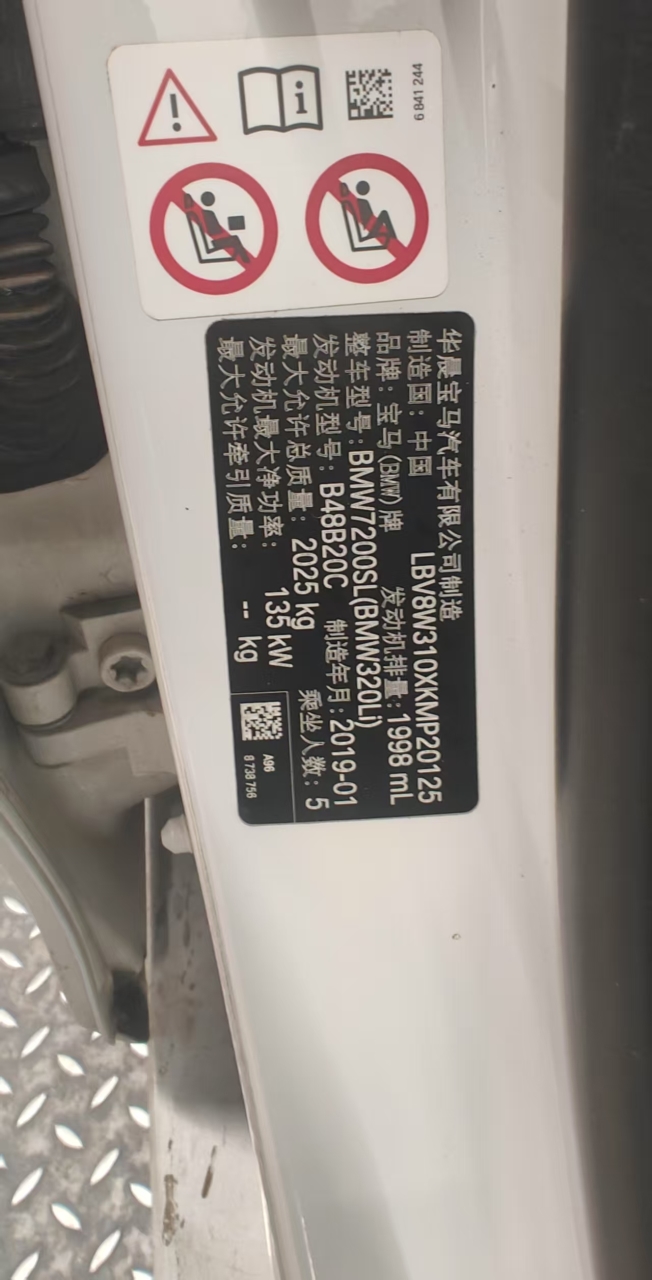 6 841 244
华晨宝马汽车有限公司制造
制造国：中国 LBV8W310XKMP20125
品牌：宝马(BMW)牌 发动机排量：1998 mL
整车型号：BMW7200SL(BMW320Li)
发动机型号：B48B20C 制造年月：2019-01
最大允许总质量：2025 kg 乘坐人数：5
发动机最大净功率：135 kW
最大允许牵引质量：-- kg
A96
8 738 756